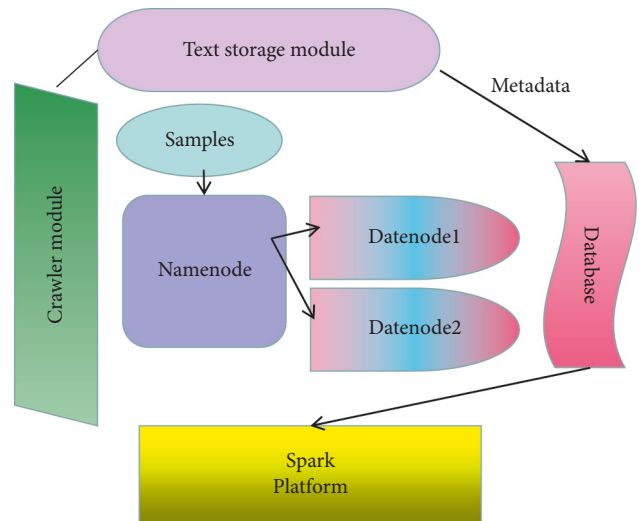 Text storage module
Metadata
Samples
Crawler module
Namenode
Datenode1
Datenode2
Database
Spark
Platform